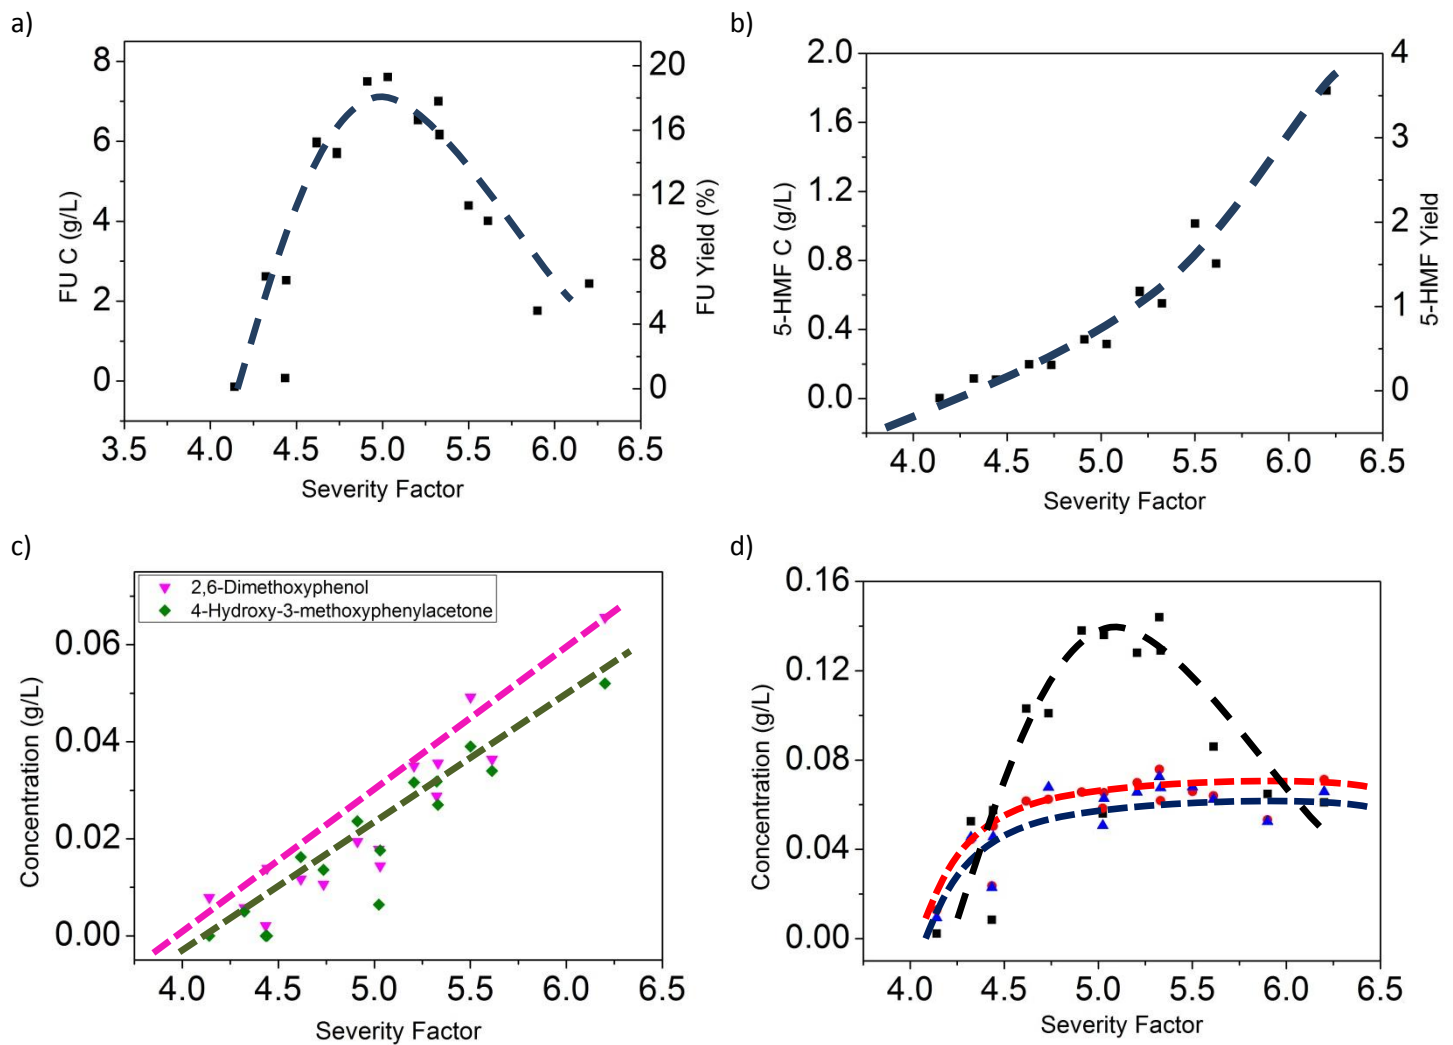 a)
8
6
4
2
0
FU C (g/L)
20
16
12
8
4
0
FU Yield (%)
3.5 4.0 4.5 5.0 5.5 6.0 6.5
Severity Factor
b)
2.0
1.6
1.2
0.8
0.4
0.0
5-HMF C (g/L)
4
3
2
1
0
5-HMF Yield
4.0 4.5 5.0 5.5 6.0 6.5
Severity Factor
c)
2,6-Dimethoxyphenol
4-Hydroxy-3-methoxyphenylacetone
0.06
0.04
0.02
0.00
Concentration (g/L)
4.0 4.5 5.0 5.5 6.0 6.5
Severity Factor
d)
0.16
0.12
0.08
0.04
0.00
Concentration (g/L)
4.0 4.5 5.0 5.5 6.0 6.5
Severity Factor